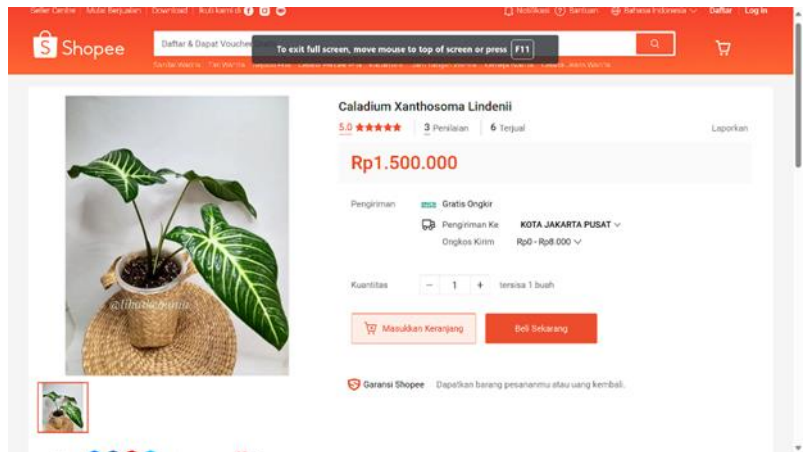 Seller Centre Mulai Berjualan Download Ikuti kami di Notifikasi Bantuan Bahasa Indonesia Daftar Log In
Shopee
Daftar & Dapat Voucher
To exit full screen, move mouse to top of screen or press F11
Caladium Xanthosoma Lindenii
5.0 3 Penilaian 6 Terjual Laporkan
Rp1.500.000
Pengiriman Gratis Ongkir
Pengiriman Ke KOTA JAKARTA PUSAT
Ongkos Kirim Rp0 - Rp8.000
Kuantitas − 1 + tersisa 1 buah
Masukkan Keranjang Beli Sekarang
Garansi Shopee Dapatkan barang pesananmu atau uang kembali.